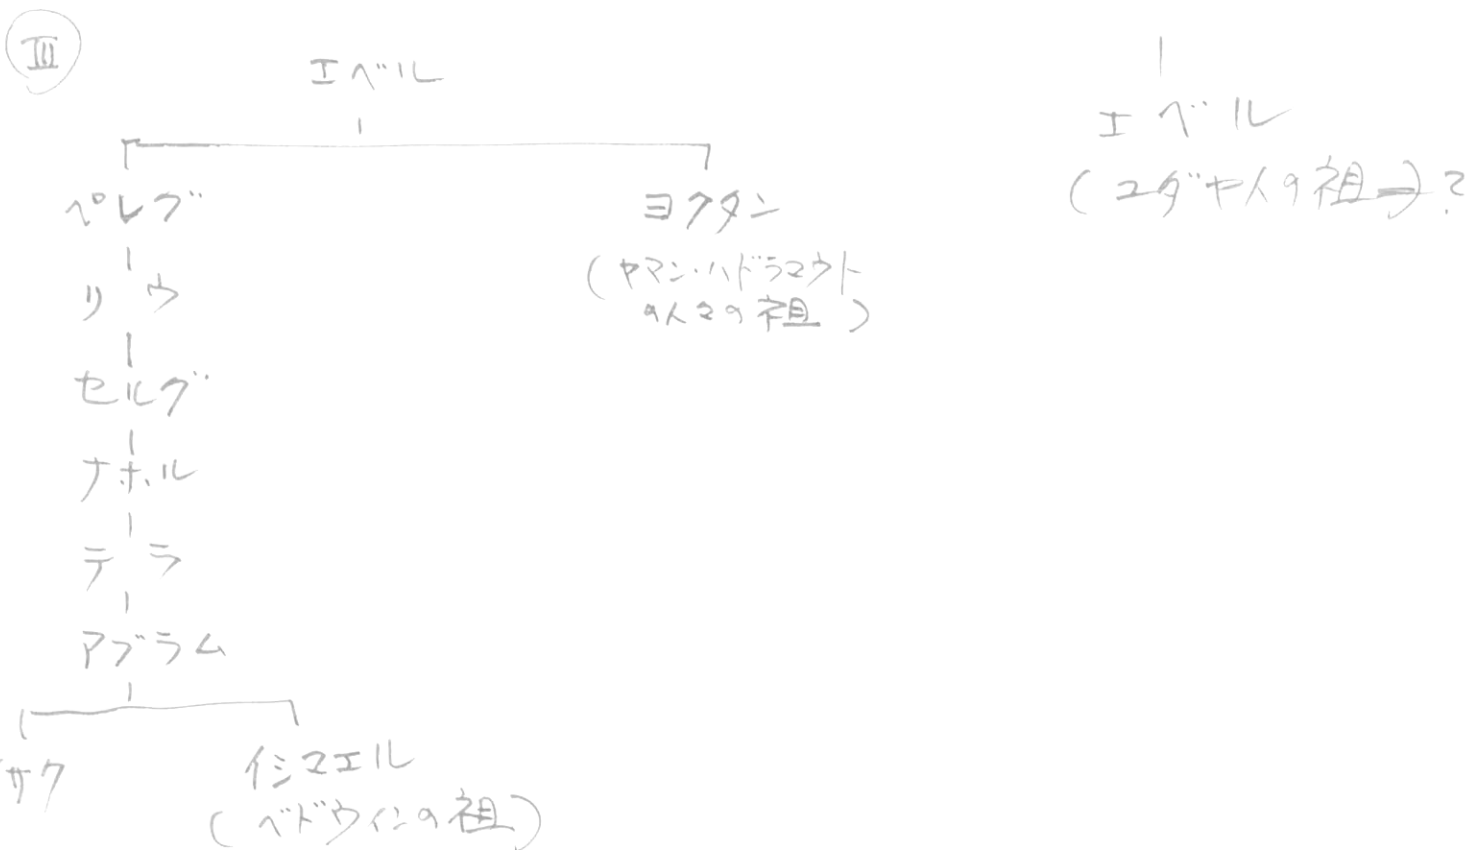 III
エベル
ペレグ
ヨクタン
(ヤマン・ハドラマウト
の人々の祖)
リウ
セルグ
ナホル
テラ
アブラム
サク
イシマエル
(ベドウィンの祖)
エベル
(ユダヤ人の祖)?